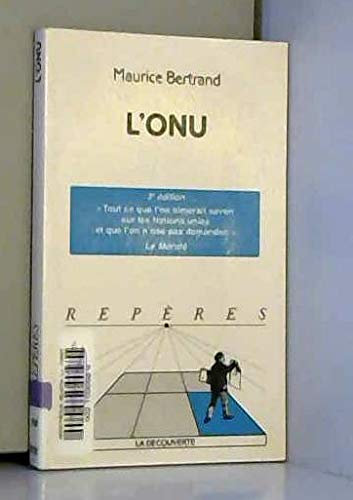 L'ONU
Maurice Bertrand
L'ONU
3e édition
« Tout ce que l'on aimerait savoir
sur les Nations unies
et que l'on n'ose pas demander. »
Le Monde
REPÈRES
LA DÉCOUVERTE